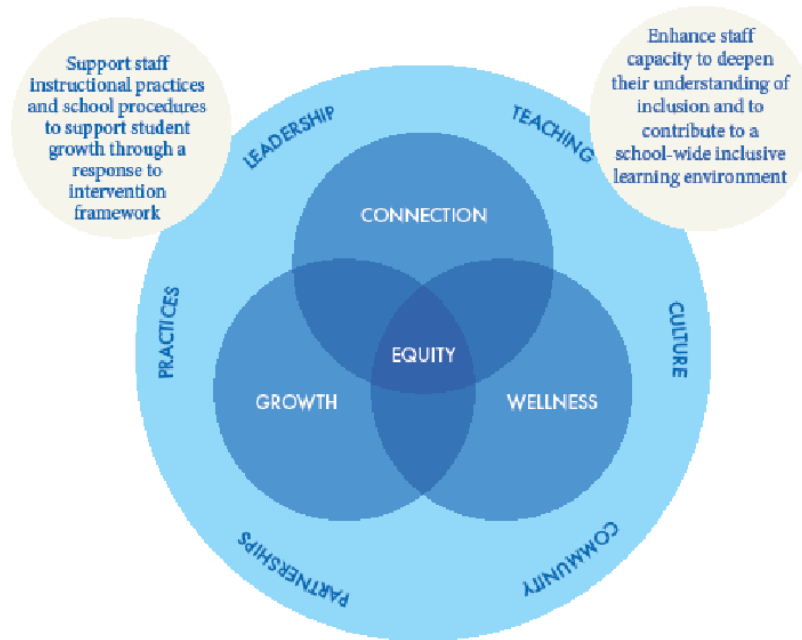 Support staff
instructional practices
and school procedures
to support student
growth through a
response to
intervention
framework
Enhance staff
capacity to deepen
their understanding of
inclusion and to
contribute to a
school-wide inclusive
learning environment
LEADERSHIP
TEACHING
CONNECTION
PRACTICES
CULTURE
EQUITY
GROWTH
WELLNESS
PARTNERSHIPS
COMMUNITY